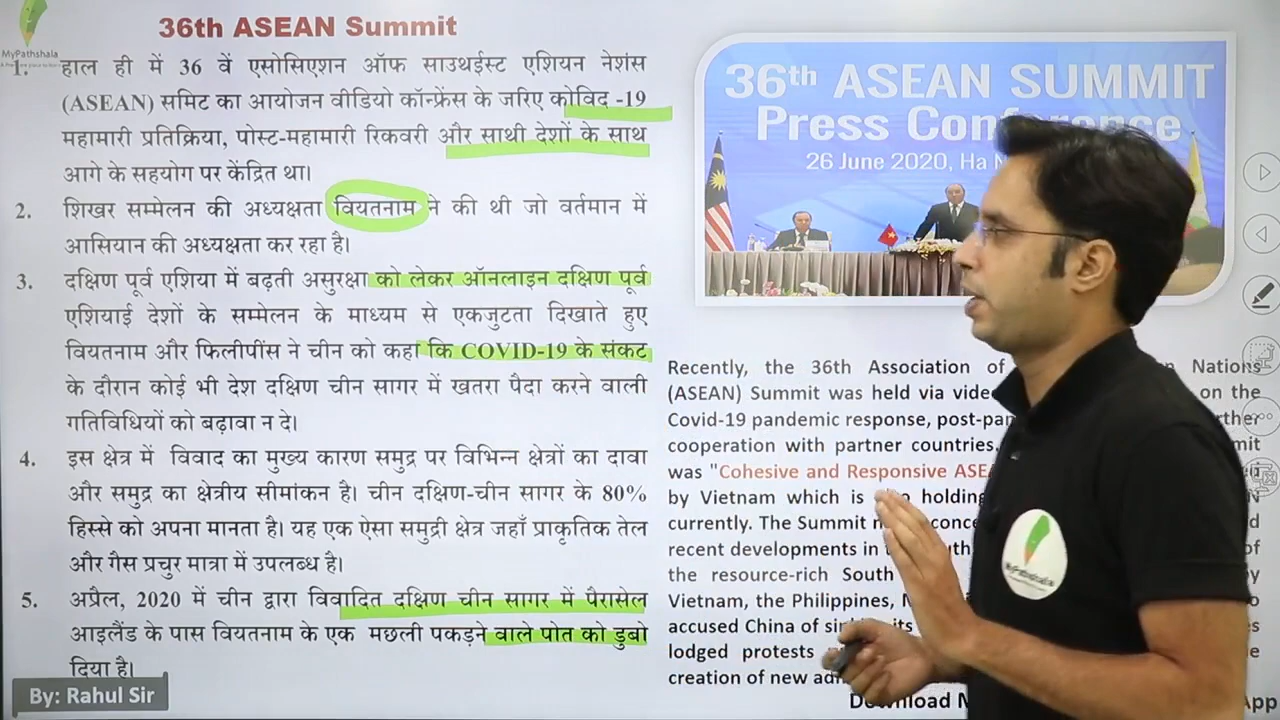 36th ASEAN Summit
MyPathshala
1. हाल ही में 36 वें एसोसिएशन ऑफ साउथईस्ट एशियन नेशंस
(ASEAN) समिट का आयोजन वीडियो कॉन्फ्रेंस के जरिए कोविद -19
महामारी प्रतिक्रिया, पोस्ट-महामारी रिकवरी और साथी देशों के साथ
आगे के सहयोग पर केंद्रित था।
2. शिखर सम्मेलन की अध्यक्षता वियतनाम ने की थी जो वर्तमान में
आसियान की अध्यक्षता कर रहा है।
3. दक्षिण पूर्व एशिया में बढ़ती असुरक्षा को लेकर ऑनलाइन दक्षिण पूर्व
एशियाई देशों के सम्मेलन के माध्यम से एकजुटता दिखाते हुए
वियतनाम और फिलीपींस ने चीन को कहा कि COVID-19 के संकट
के दौरान कोई भी देश दक्षिण चीन सागर में खतरा पैदा करने वाली
गतिविधियों को बढ़ावा न दे।
4. इस क्षेत्र में विवाद का मुख्य कारण समुद्र पर विभिन्न क्षेत्रों का दावा
और समुद्र का क्षेत्रीय सीमांकन है। चीन दक्षिण-चीन सागर के 80%
हिस्से को अपना मानता है। यह एक ऐसा समुद्री क्षेत्र जहाँ प्राकृतिक तेल
और गैस प्रचुर मात्रा में उपलब्ध है।
5. अप्रैल, 2020 में चीन द्वारा विवादित दक्षिण चीन सागर में पैरासेल
आइलैंड के पास वियतनाम के एक मछली पकड़ने वाले पोत को डुबो
दिया है।
By: Rahul Sir
36th ASEAN SUMMIT
Press Conference
26 June 2020, Ha N
Recently, the 36th Association of Nations
(ASEAN) Summit was held via vide on the
Covid-19 pandemic response, post-pan rther
cooperation with partner countries. mit
was "Cohesive and Responsive ASEA
by Vietnam which is holding
currently. The Summit conce
recent developments in of
the resource-rich South by
Vietnam, the Philippines,
accused China of its
lodged protests
creation of new
Download App
MyPathshala